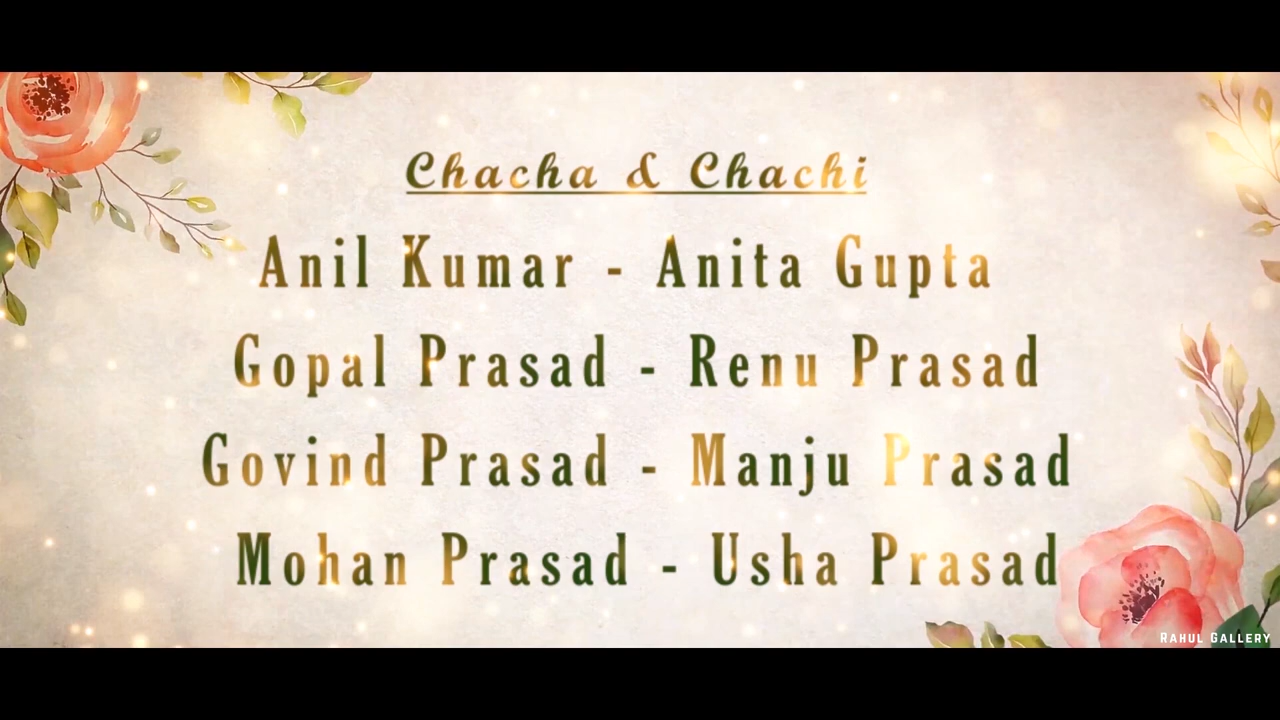 Chacha & Chachi
Anil Kumar - Anita Gupta
Gopal Prasad - Renu Prasad
Govind Prasad - Manju Prasad
Mohan Prasad - Usha Prasad
Rahul Gallery